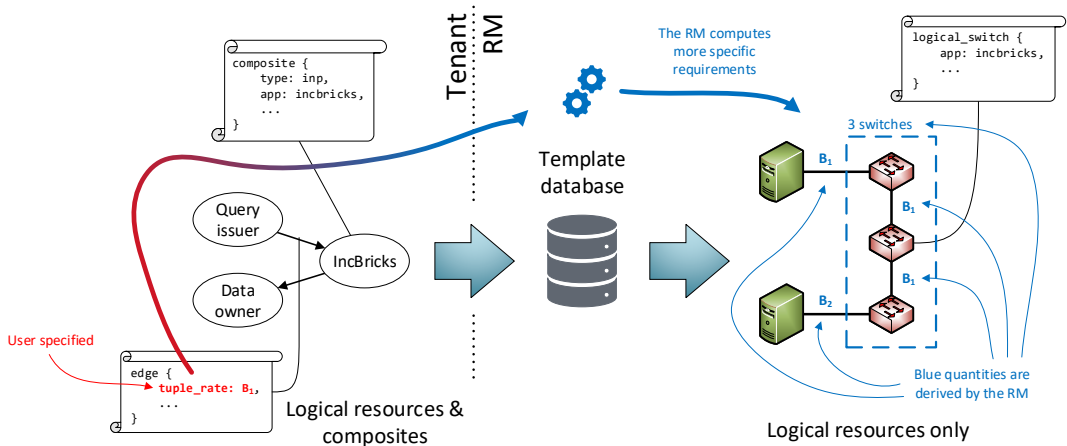 composite {
type: inp,
app: incbricks,
...
}
Tenant
RM
The RM computes
more specific
requirements
logical_switch {
app: incbricks,
...
}
3 switches
B1
B1
B1
B2
Template
database
Query
issuer
IncBricks
Data
owner
User specified
edge {
tuple_rate: B1,
...
}
Logical resources &
composites
Blue quantities are
derived by the RM
Logical resources only